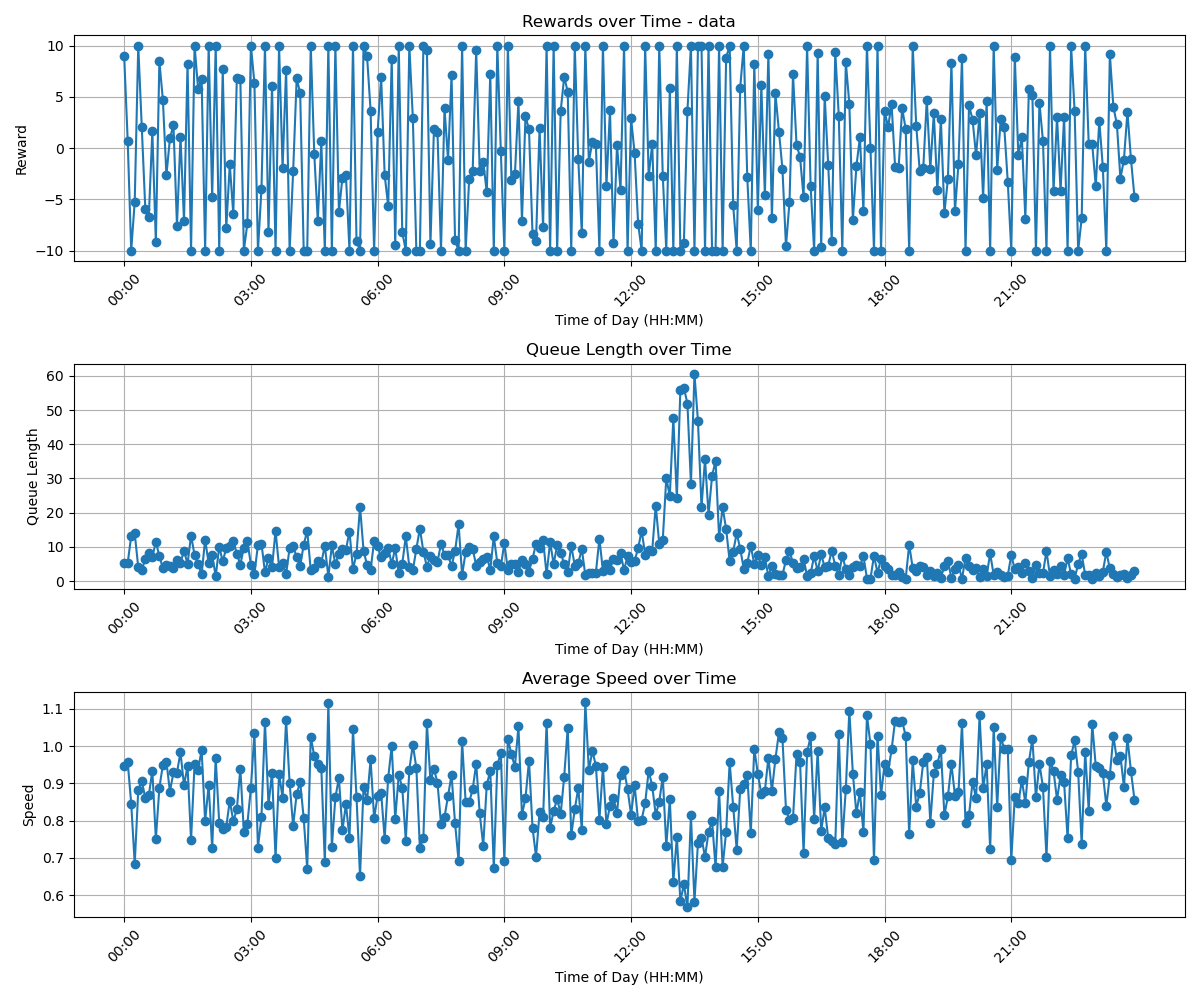 Rewards over Time - data
10
5
0
−5
−10
Reward
00:00 03:00 06:00 09:00 12:00 15:00 18:00 21:00
Time of Day (HH:MM)
Queue Length over Time
60
50
40
30
20
10
0
Queue Length
00:00 03:00 06:00 09:00 12:00 15:00 18:00 21:00
Time of Day (HH:MM)
Average Speed over Time
1.1
1.0
0.9
0.8
0.7
0.6
Speed
00:00 03:00 06:00 09:00 12:00 15:00 18:00 21:00
Time of Day (HH:MM)